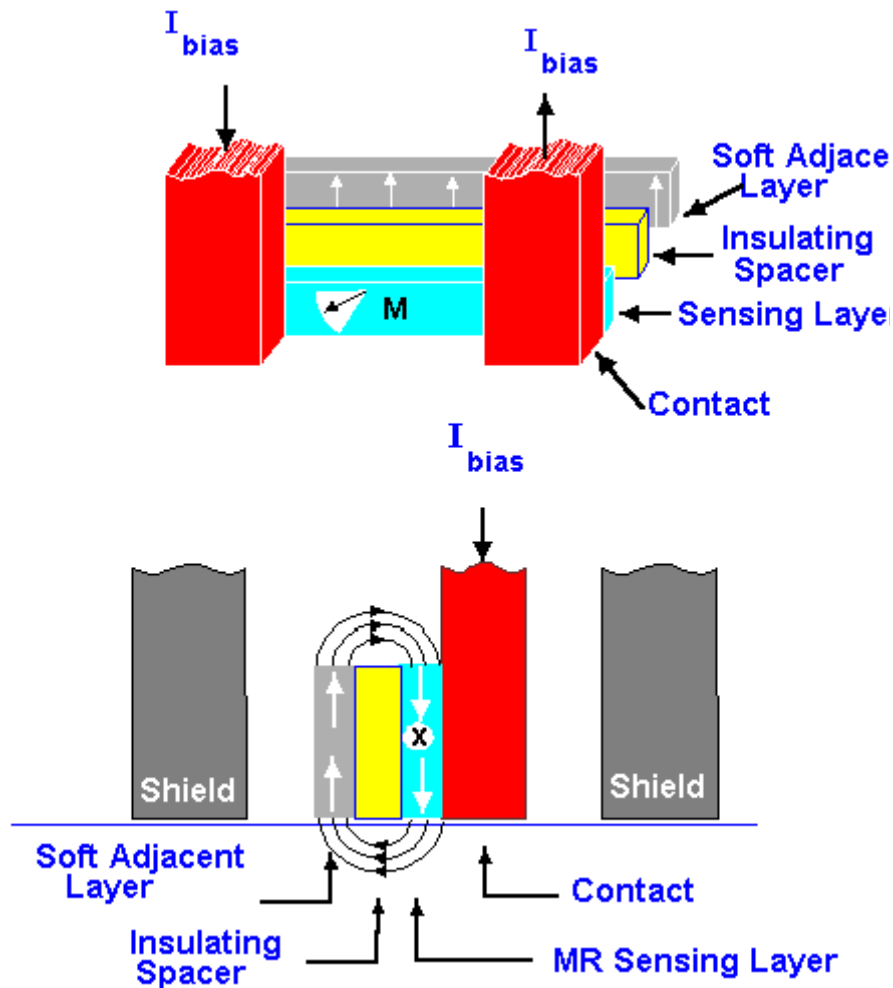 I bias
I bias
Soft Adjace
Layer
Insulating
Spacer
M
Sensing Layer
Contact
I bias
X
Shield
Shield
Soft Adjacent
Layer
Contact
Insulating
Spacer
MR Sensing Layer